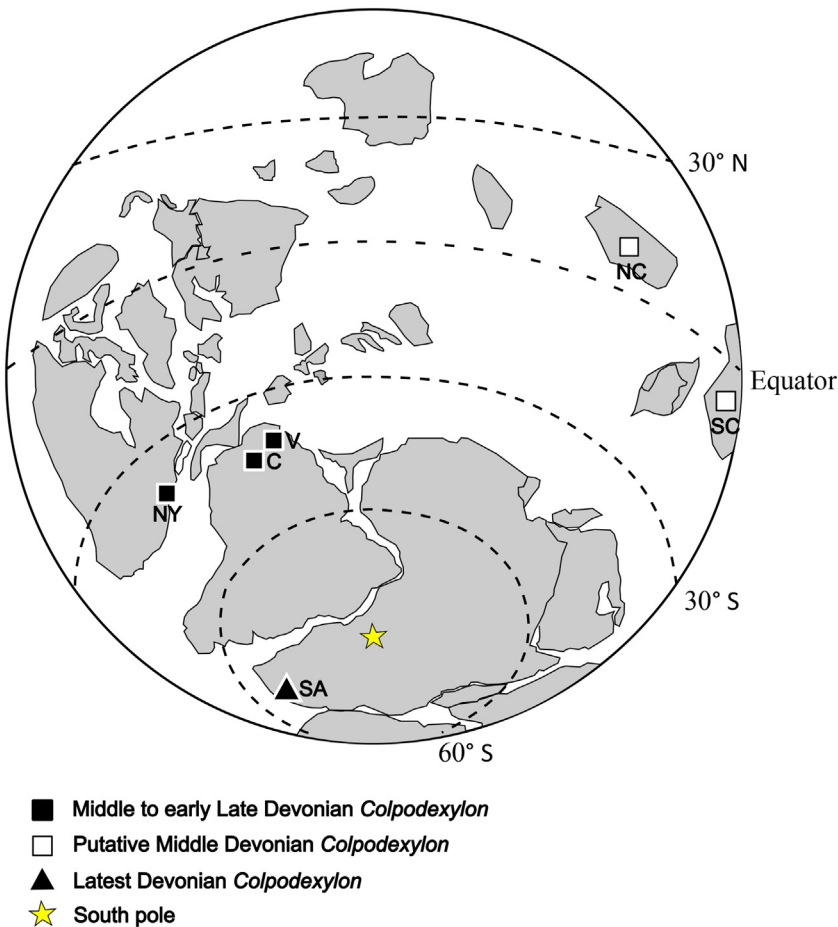 30° N
NC
Equator
SC
V
C
NY
30° S
SA
60° S
Middle to early Late Devonian Colpodexylon
Putative Middle Devonian Colpodexylon
Latest Devonian Colpodexylon
South pole